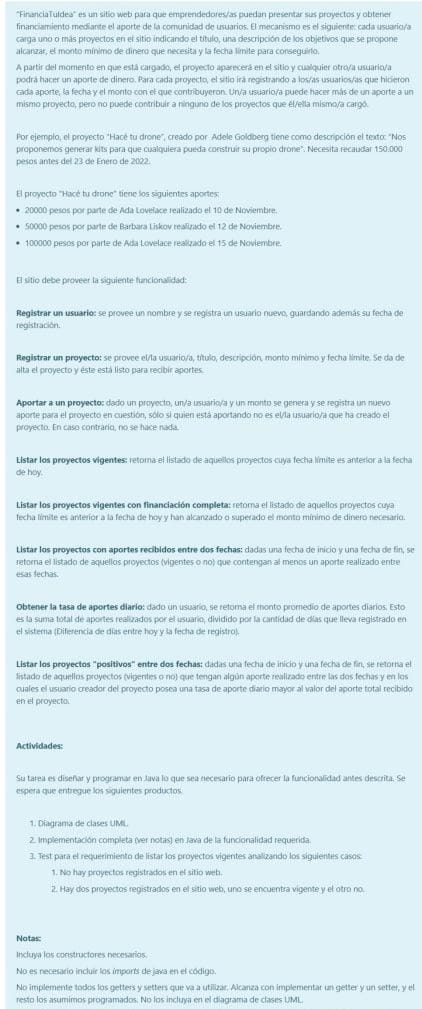 "FinanciaTuIdea" es un sitio web para que emprendedores/as puedan presentar sus proyectos y obtener
financiamiento mediante el aporte de la comunidad de usuarios. El mecanismo es el siguiente: cada usuario/a
carga uno o más proyectos en el sitio indicando el título, una descripción de los objetivos que se propone
alcanzar, el monto mínimo de dinero que necesita y la fecha límite para conseguirlo.
A partir del momento en que está cargado, el proyecto aparecerá en el sitio y cualquier otro/a usuario/a
podrá hacer un aporte de dinero. Para cada proyecto, el sitio irá registrando a los/as usuarios/as que hicieron
cada aporte, la fecha y el monto con el que contribuyeron. Un/a usuario/a puede hacer más de un aporte a un
mismo proyecto, pero no puede contribuir a ninguno de los proyectos que él/ella mismo/a cargó.
Por ejemplo, el proyecto "Hacé tu drone", creado por Adele Goldberg tiene como descripción el texto: "Nos
proponemos generar kits para que cualquiera pueda construir su propio drone". Necesita recaudar 150.000
pesos antes del 23 de Enero de 2022.
El proyecto "Hacé tu drone" tiene los siguientes aportes:
• 20000 pesos por parte de Ada Lovelace realizado el 10 de Noviembre.
• 50000 pesos por parte de Barbara Liskov realizado el 12 de Noviembre.
• 100000 pesos por parte de Ada Lovelace realizado el 15 de Noviembre.
El sitio debe proveer la siguiente funcionalidad:
Registrar un usuario: se provee un nombre y se registra un usuario nuevo, guardando además su fecha de
registración.
Registrar un proyecto: se provee el/la usuario/a, título, descripción, monto mínimo y fecha límite. Se da de
alta el proyecto y éste está listo para recibir aportes.
Aportar a un proyecto: dado un proyecto, un/a usuario/a y un monto se genera y se registra un nuevo
aporte para el proyecto en cuestión, sólo si quien está aportando no es el/la usuario/a que ha creado el
proyecto. En caso contrario, no se hace nada.
Listar los proyectos vigentes: retorna el listado de aquellos proyectos cuya fecha límite es anterior a la fecha
de hoy.
Listar los proyectos vigentes con financiación completa: retorna el listado de aquellos proyectos cuya
fecha límite es anterior a la fecha de hoy y han alcanzado o superado el monto mínimo de dinero necesario.
Listar los proyectos con aportes recibidos entre dos fechas: dadas una fecha de inicio y una fecha de fin, se
retorna el listado de aquellos proyectos (vigentes o no) que contengan al menos un aporte realizado entre
esas fechas.
Obtener la tasa de aportes diario: dado un usuario, se retorna el monto promedio de aportes diarios. Esto
es la suma total de aportes realizados por el usuario, dividido por la cantidad de días que lleva registrado en
el sistema (Diferencia de días entre hoy y la fecha de registro).
Listar los proyectos "positivos" entre dos fechas: dadas una fecha de inicio y una fecha de fin, se retorna el
listado de aquellos proyectos (vigentes o no) que tengan algún aporte realizado entre las dos fechas y en los
cuales el usuario creador del proyecto posea una tasa de aporte diario mayor al valor del aporte total recibido
en el proyecto.
Actividades:
Su tarea es diseñar y programar en Java lo que sea necesario para ofrecer la funcionalidad antes descrita. Se
espera que entregue los siguientes productos.
1. Diagrama de clases UML.
2. Implementación completa (ver notas) en Java de la funcionalidad requerida.
3. Test para el requerimiento de listar los proyectos vigentes analizando los siguientes casos:
1. No hay proyectos registrados en el sitio web.
2. Hay dos proyectos registrados en el sitio web, uno se encuentra vigente y el otro no.
Notas:
Incluya los constructores necesarios.
No es necesario incluir los imports de java en el código.
No implemente todos los getters y setters que va a utilizar. Alcanza con implementar un getter y un setter, y el
resto los asumimos programados. No los incluya en el diagrama de clases UML.